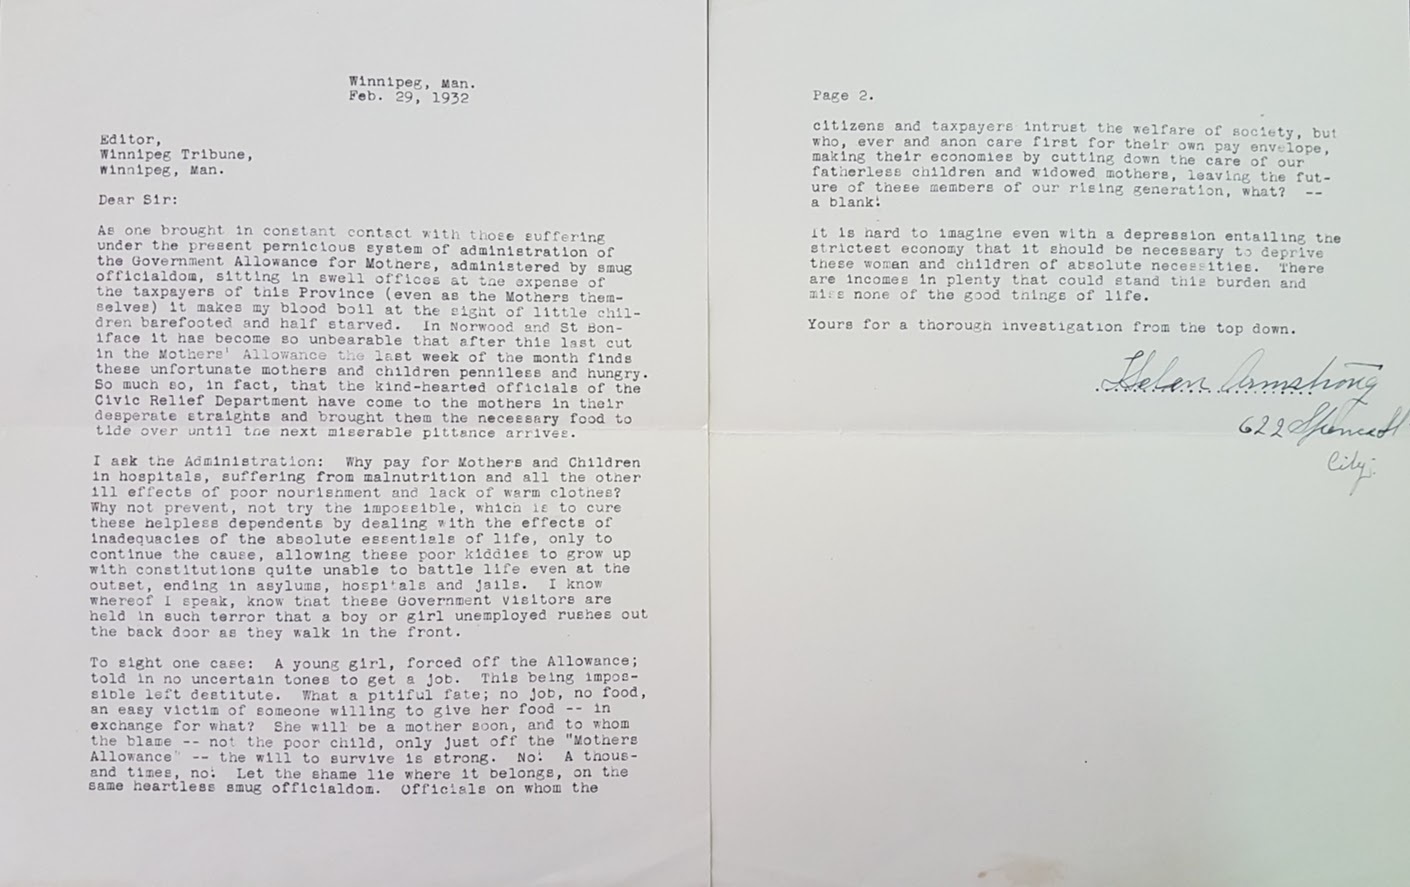 Winnipeg, Man.
Feb. 29, 1932
Editor,
Winnipeg Tribune,
Winnipeg, Man.
Dear Sir:
As one brought in constant contact with those suffering
under the present pernicious system of administration of
the Government Allowance for Mothers, administered by smug
officialdom, sitting in swell offices at the expense of
the taxpayers of this Province (even as the Mothers them-
selves) it makes my blood boil at the sight of little chil-
dren barefooted and half starved. In Norwood and St Bon-
iface it has become so unbearable that after this last cut
in the Mothers' Allowance the last week of the month finds
these unfortunate mothers and children penniless and hungry.
So much so, in fact, that the kind-hearted officials of the
Civic Relief Department have come to the mothers in their
desperate straights and brought them the necessary food to
tide over until the next miserable pittance arrives.
I ask the Administration: Why pay for Mothers and Children
in hospitals, suffering from malnutrition and all the other
ill effects of poor nourishment and lack of warm clothes?
Why not prevent, not try the impossible, which is to cure
these helpless dependents by dealing with the effects of
inadequacies of the absolute essentials of life, only to
continue the cause, allowing these poor kiddies to grow up
with constitutions quite unable to battle life even at the
outset, ending in asylums, hospitals and jails. I know
whereof I speak, know that these Government Visitors are
held in such terror that a boy or girl unemployed rushes out
the back door as they walk in the front.
To sight one case: A young girl, forced off the Allowance;
told in no uncertain tones to get a job. This being impos-
sible left destitute. What a pitiful fate; no job, no food,
an easy victim of someone willing to give her food -- in
exchange for what? She will be a mother soon, and to whom
the blame -- not the poor child, only just off the "Mothers
Allowance" -- the will to survive is strong. No! A thous-
and times, no! Let the shame lie where it belongs, on the
same heartless smug officialdom. Officials on whom the
Page 2.
citizens and taxpayers intrust the welfare of society, but
who, ever and anon care first for their own pay envelope,
making their economies by cutting down the care of our
fatherless children and widowed mothers, leaving the fut-
ure of these members of our rising generation, what? --
a blank!
It is hard to imagine even with a depression entailing the
strictest economy that it should be necessary to deprive
these woman and children of absolute necessities. There
are incomes in plenty that could stand this burden and
miss none of the good things of life.
Yours for a thorough investigation from the top down.
Helen Armstrong
622 Spence St
City.